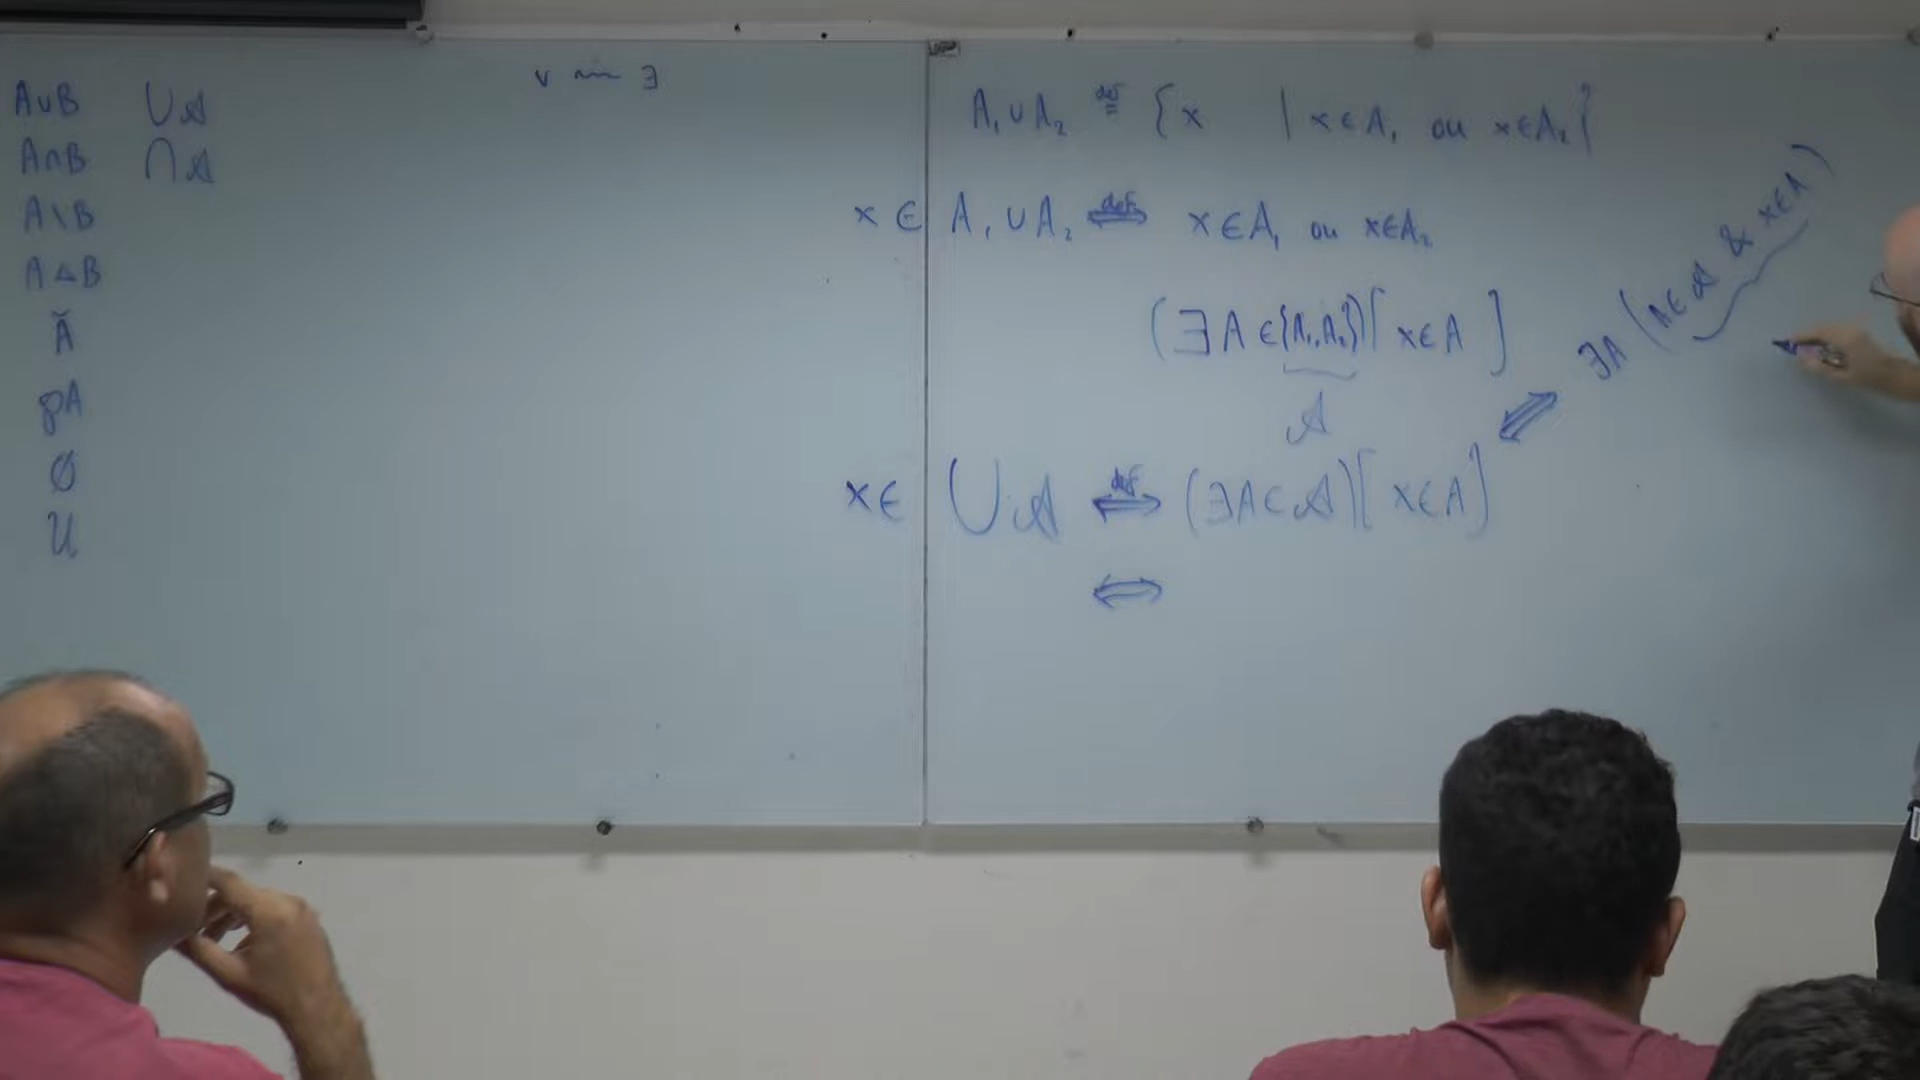 A∪B ⋃𝒜
A∩B ⋂𝒜
A\B
A△B
Ã
℘A
∅
𝒰
∨ ⁓ ∃
A₁∪A₂ ≝ {x | x∈A₁ ou x∈A₂}
x ∈ A₁∪A₂ ⇔def x∈A₁ ou x∈A₂
(∃A∈{A₁,A₂})[x∈A]
𝒜
∃A (A∈𝒜 & x∈A)
⇔
x∈ ⋃𝒜 ⇔def (∃A∈𝒜)[x∈A]
⇔